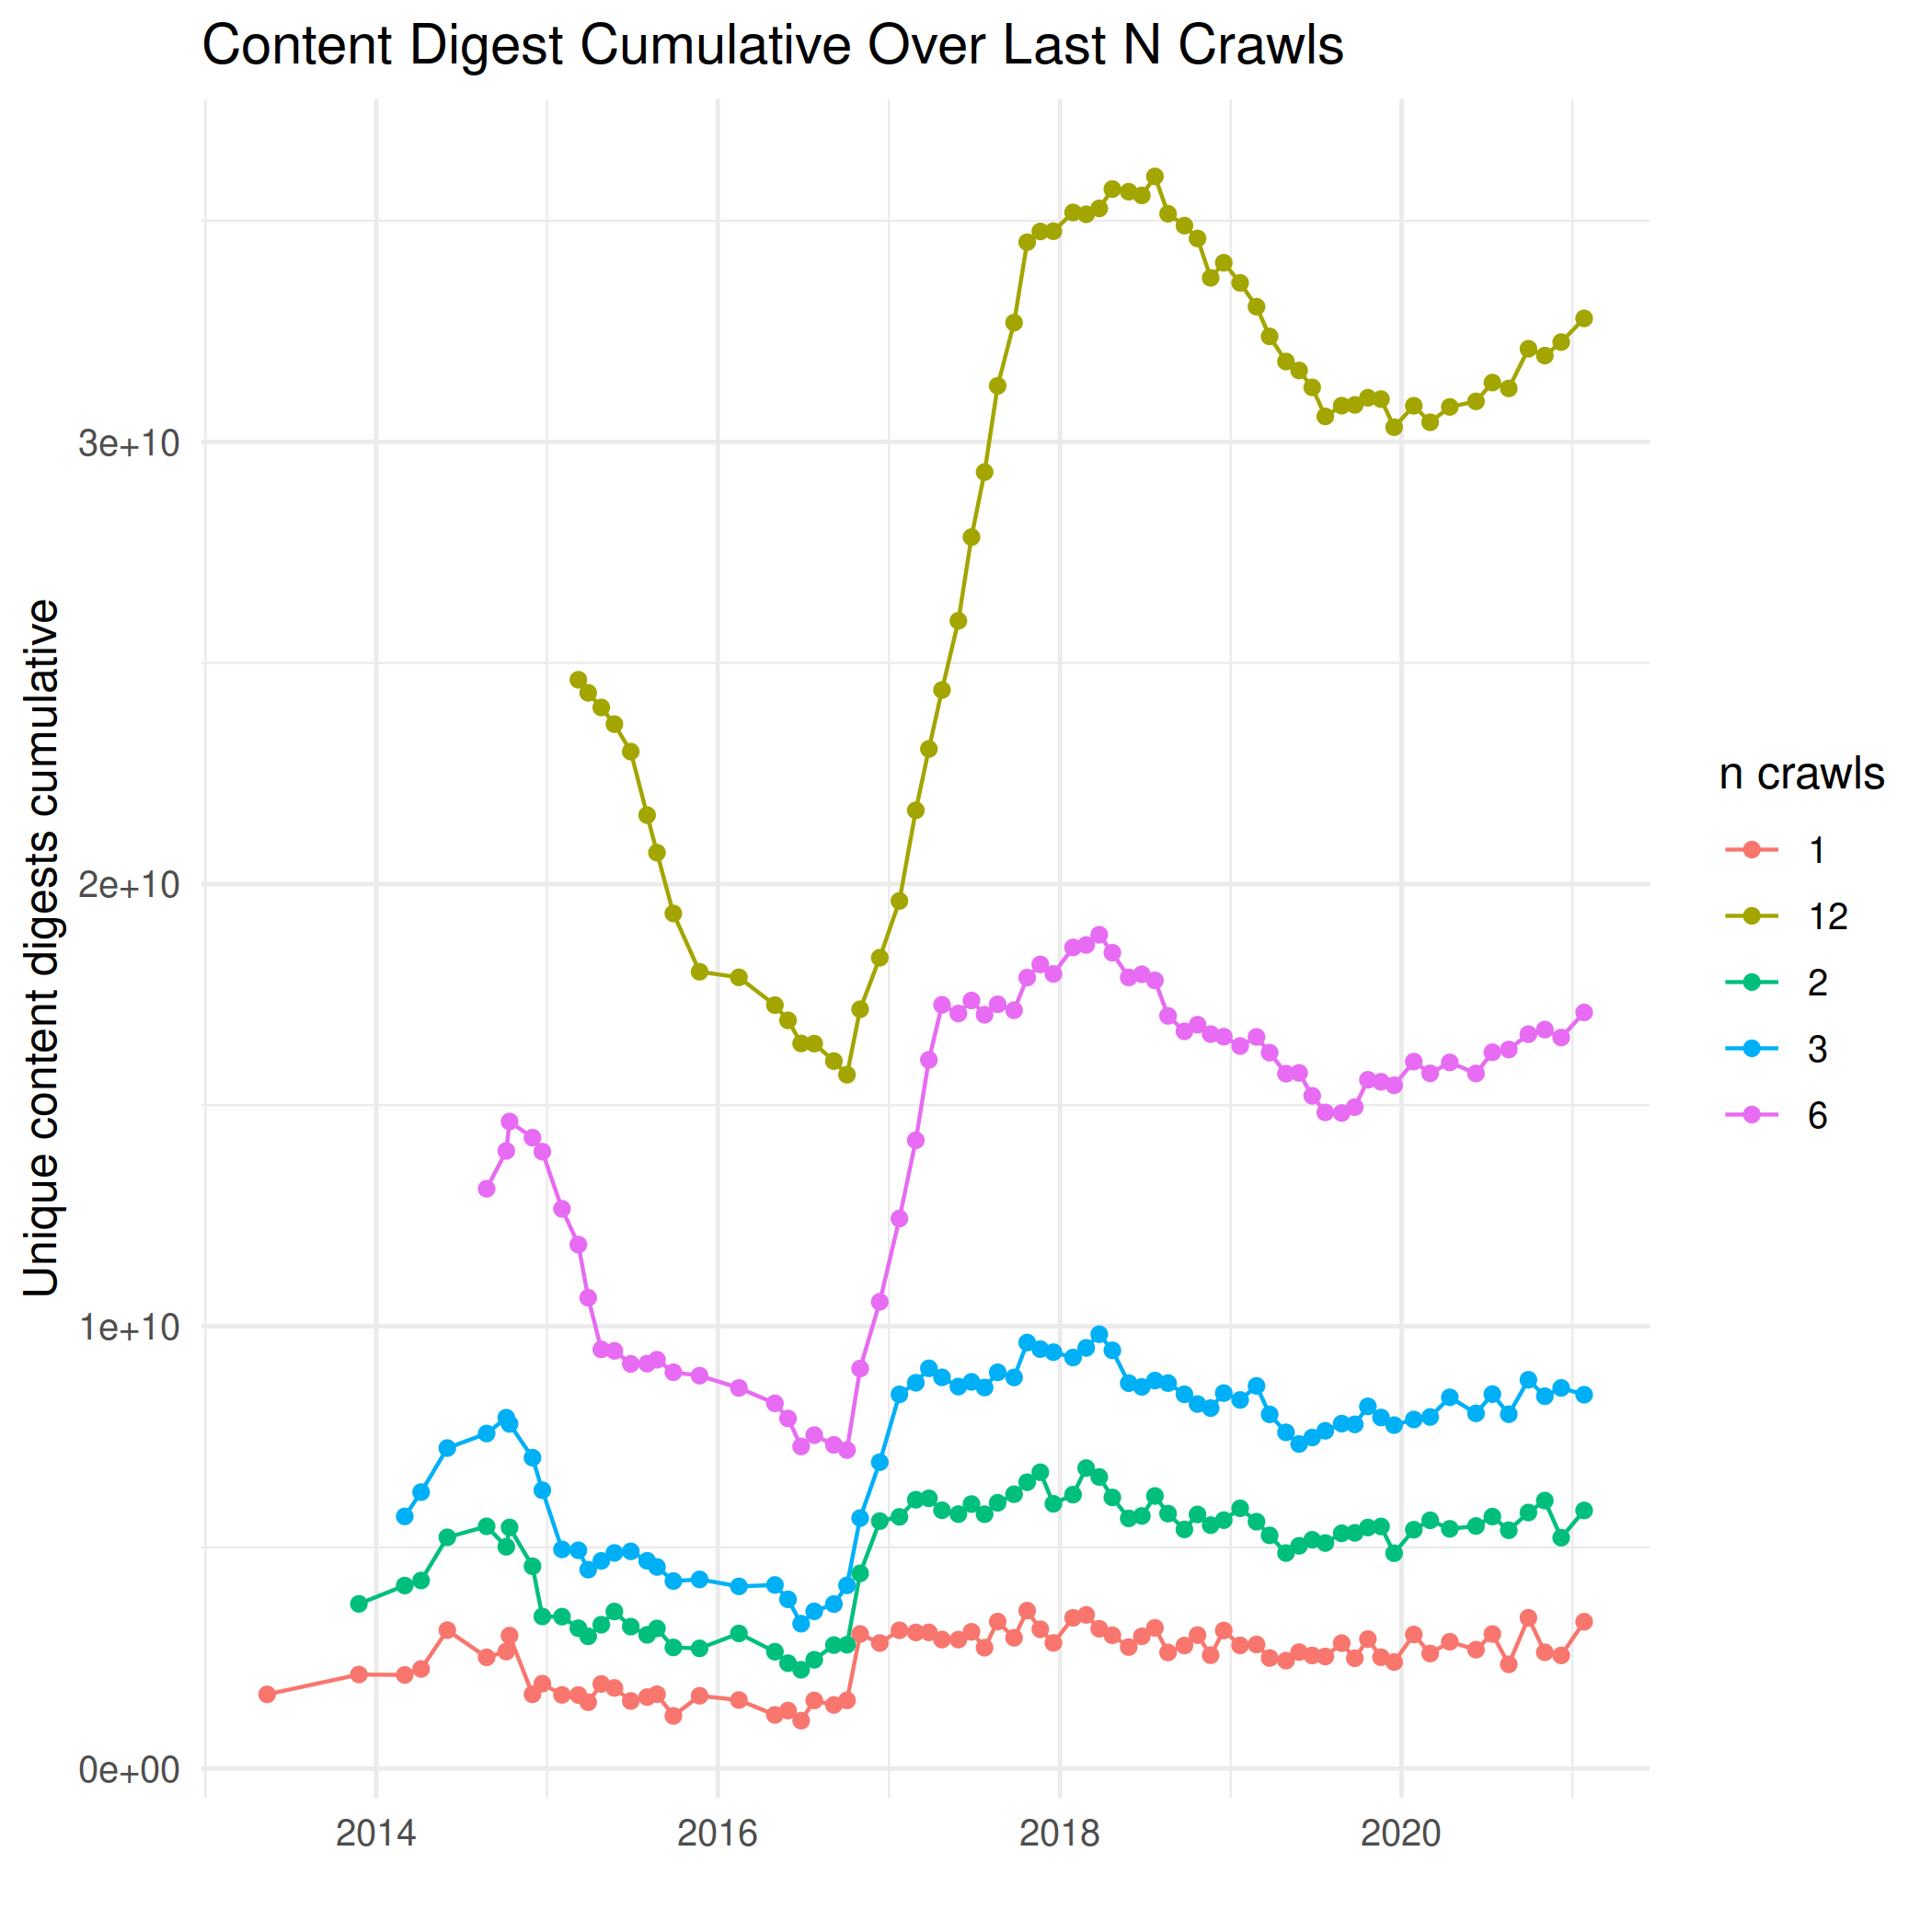 Content Digest Cumulative Over Last N Crawls
Unique content digests cumulative
3e+10
2e+10
1e+10
0e+00
2014
2016
2018
2020
n crawls
1
12
2
3
6